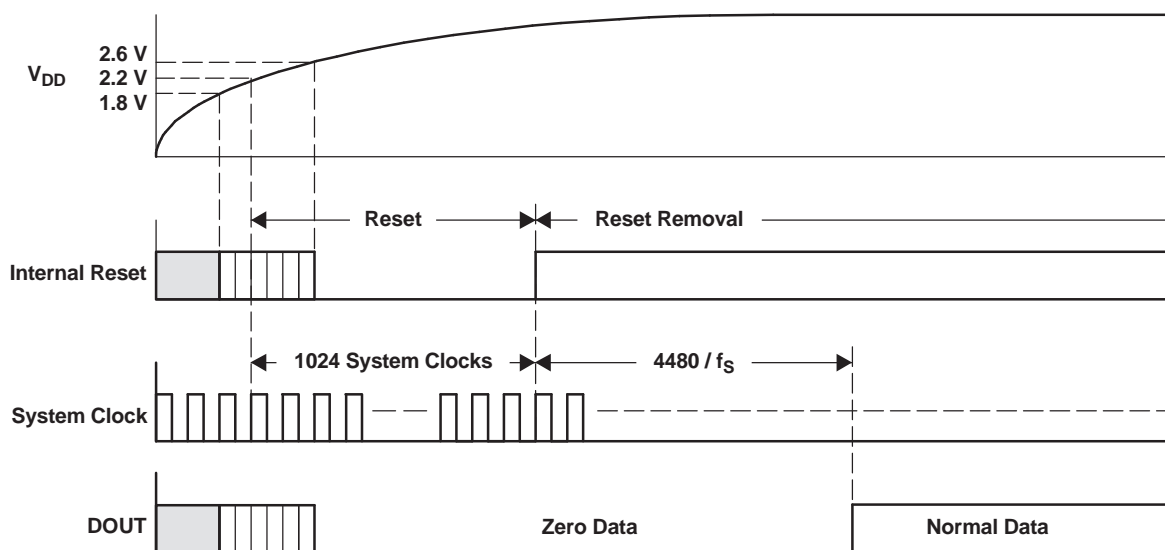 2.6 V
V_DD
2.2 V
1.8 V
Reset
Reset Removal
Internal Reset
1024 System Clocks
4480 / f_S
System Clock
DOUT
Zero Data
Normal Data